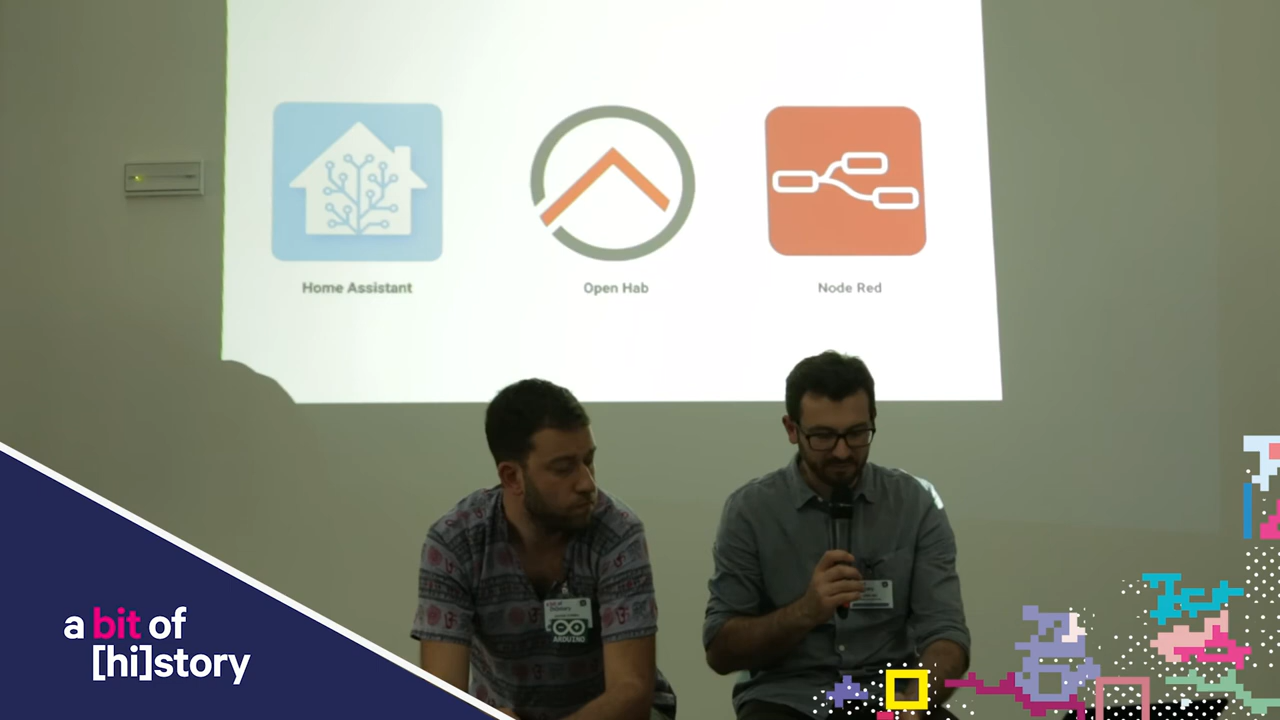 Home Assistant
Open Hab
Node Red
ARDUINO
a bit of
[hi]story